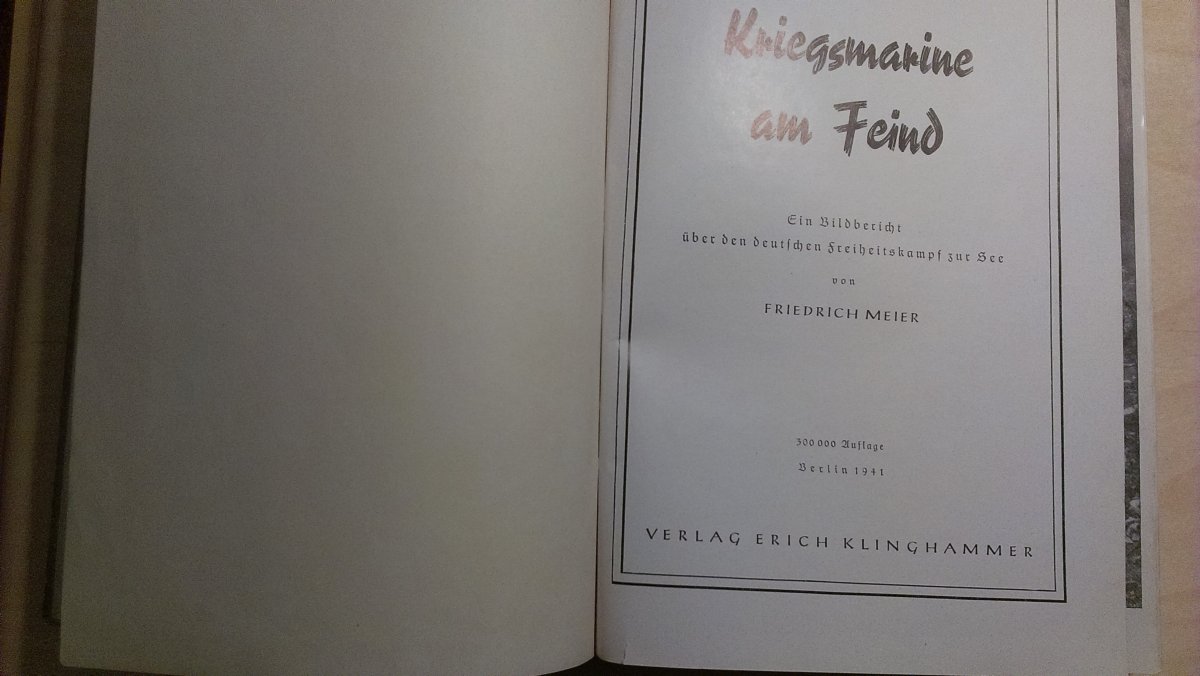 Kriegsmarine
am Feind
Ein Bildbericht
über den deutschen Freiheitskampf zur See
von
FRIEDRICH MEIER
300 000 Auflage
Berlin 1941
VERLAG ERICH KLINGHAMMER